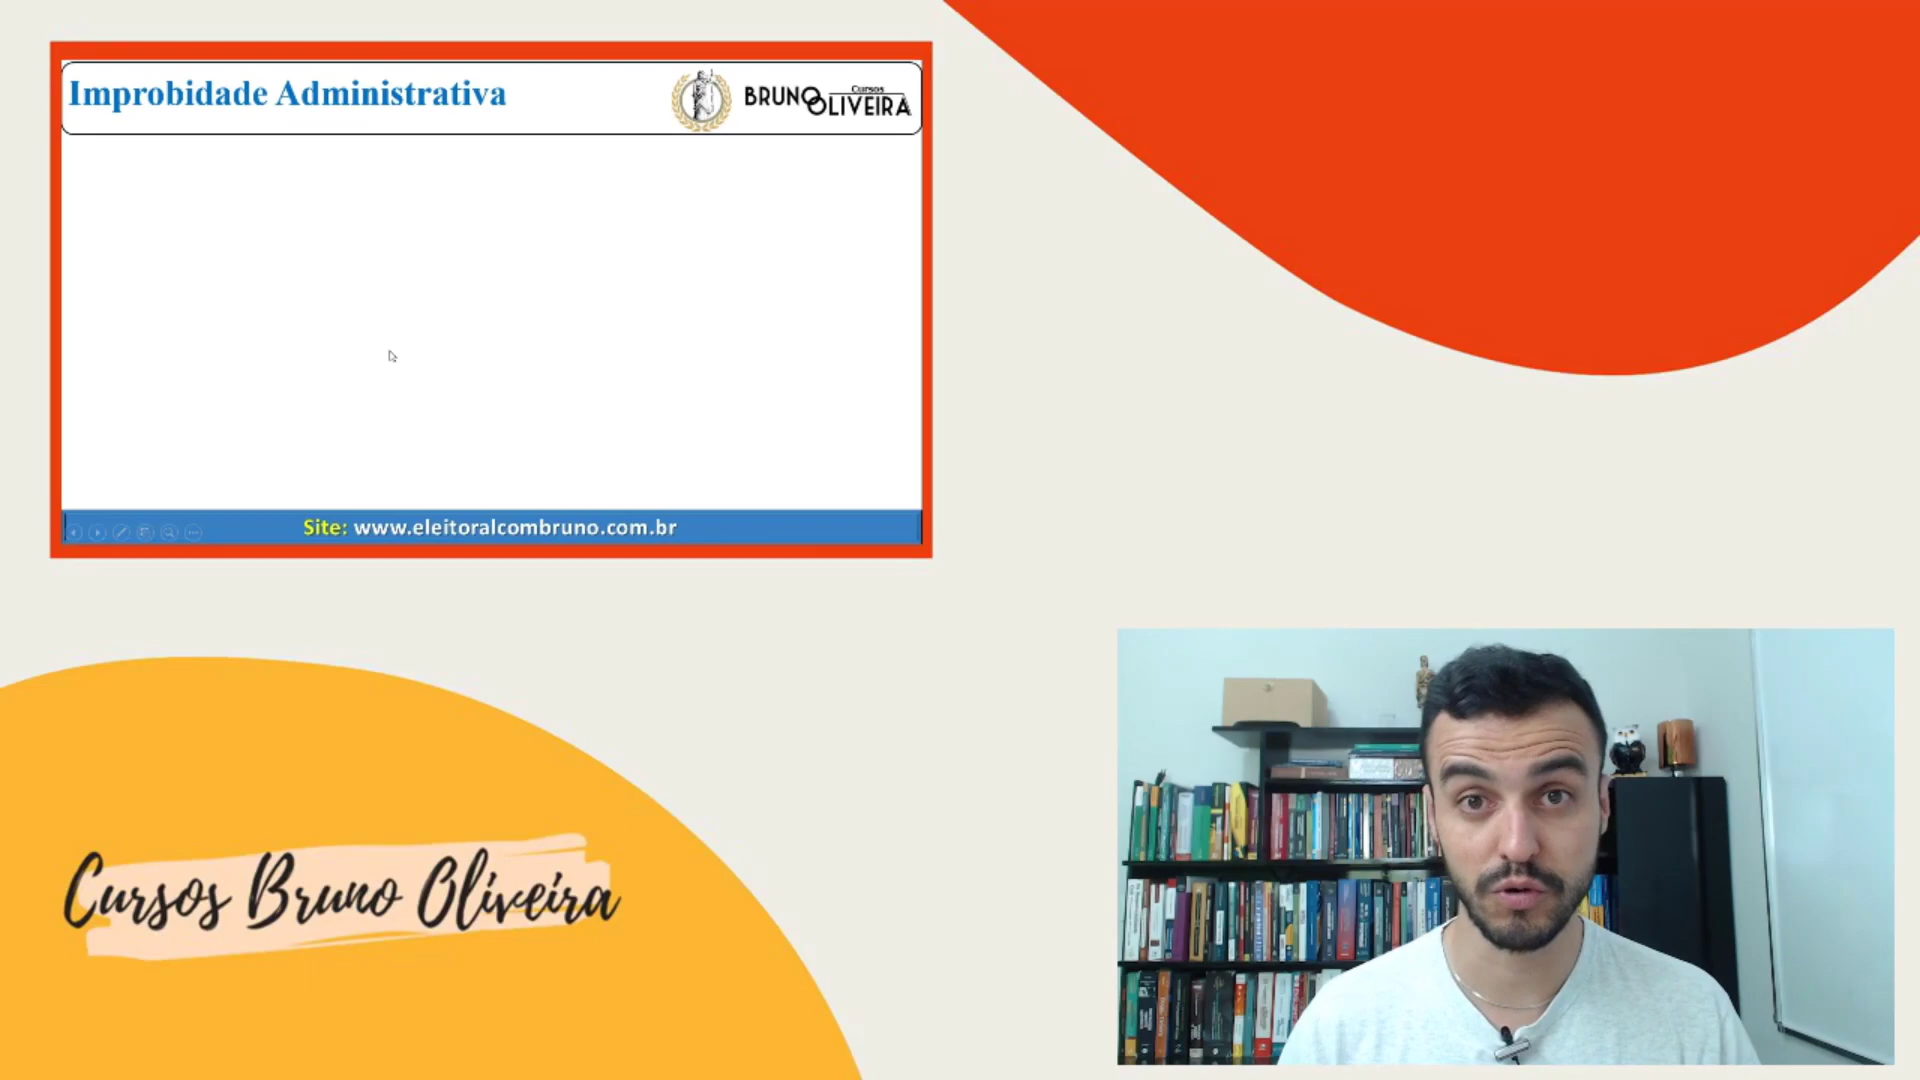 Improbidade Administrativa
Cursos
BRUNO
OLIVEIRA
Site: www.eleitoralcombruno.com.br
Cursos Bruno Oliveira